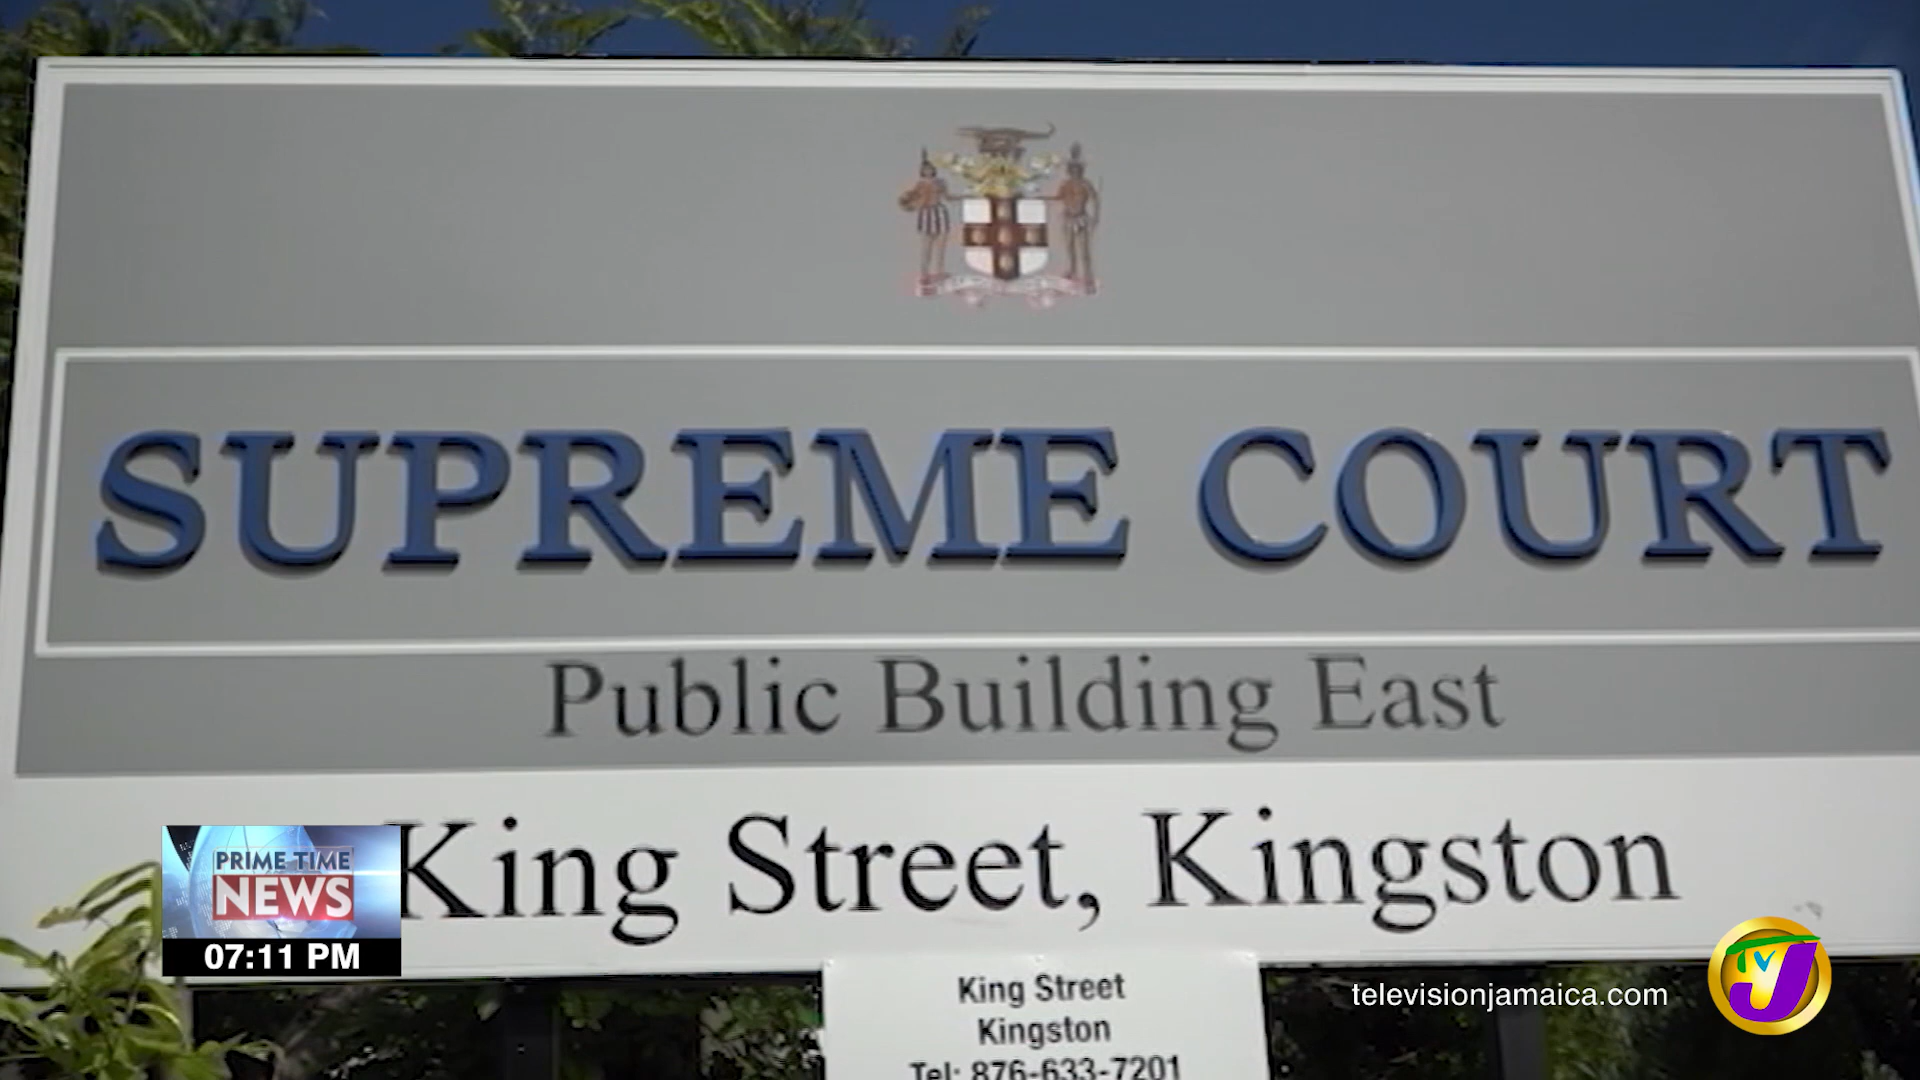 SUPREME COURT
Public Building East
King Street, Kingston
PRIME TIME
NEWS
07:11 PM
King Street
Kingston
Tel: 876-633-7201
televisionjamaica.com
TVJ